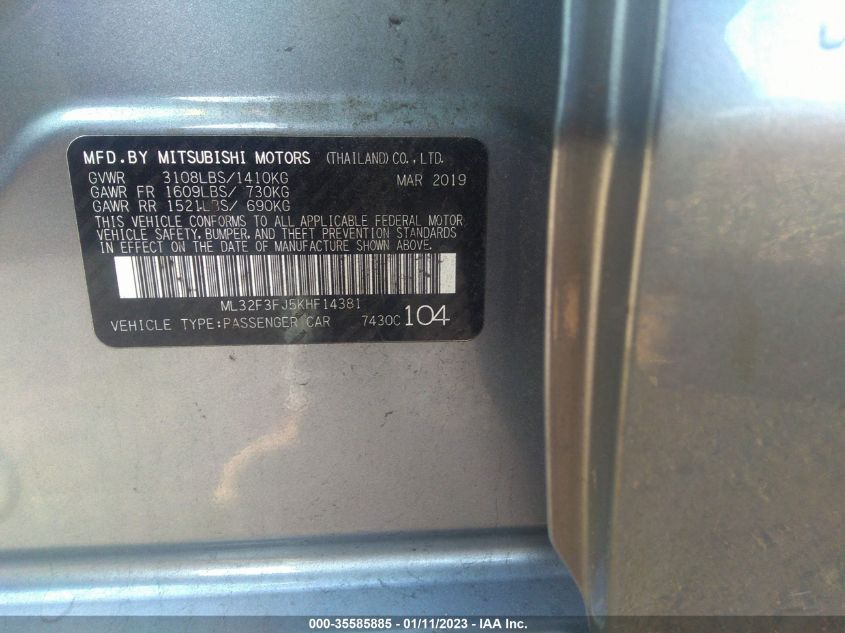 MFD.BY MITSUBISHI MOTORS (THAILAND)CO.,LTD.
GVWR 3108LBS/1410KG MAR 2019
GAWR FR 1609LBS/ 730KG
GAWR RR 1521LBS/ 690KG
THIS VEHICLE CONFORMS TO ALL APPLICABLE FEDERAL MOTOR
VEHICLE SAFETY, BUMPER, AND THEFT PREVENTION STANDARDS
IN EFFECT ON THE DATE OF MANUFACTURE SHOWN ABOVE.
ML32F3FJ5KHF14381
VEHICLE TYPE:PASSENGER CAR 7430C 104
000-35585885 - 01/11/2023 - IAA Inc.